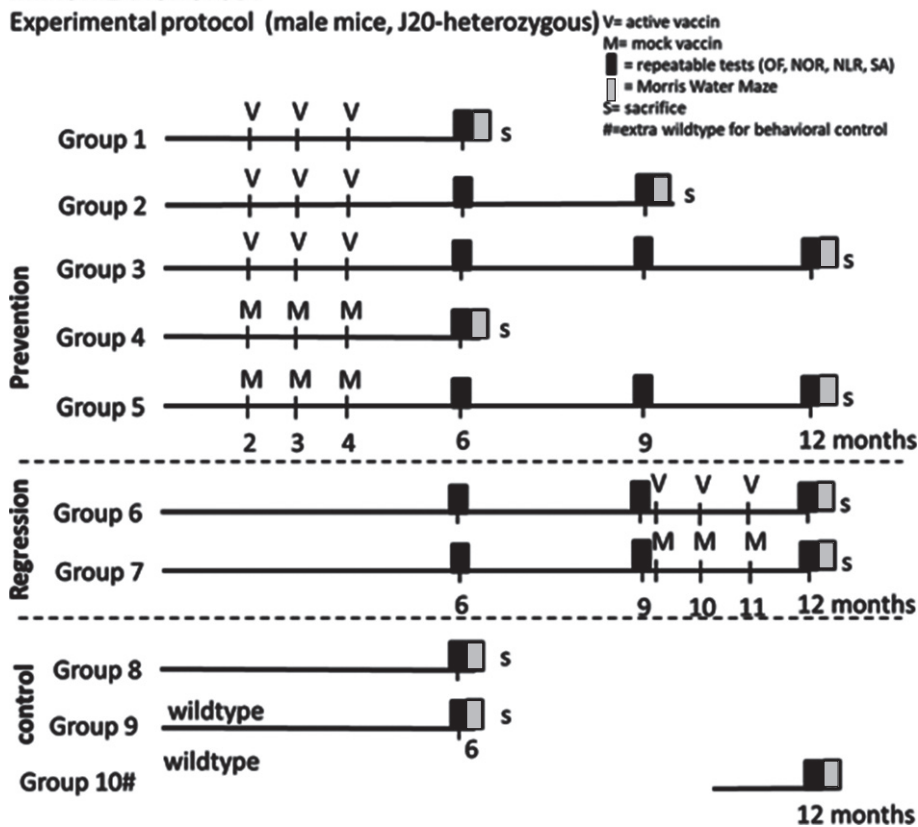 Experimental protocol (male mice, J20-heterozygous)
V= active vaccin
M= mock vaccin
= repeatable tests (OF, NOR, NLR, SA)
= Morris Water Maze
S= sacrifice
#=extra wildtype for behavioral control
Prevention
V V V
Group 1 S
V V V
Group 2 S
V V V
Group 3 S
M M M
Group 4 S
M M M
Group 5 S
2 3 4 6 9 12 months
Regression
V V V
Group 6 S
M M M
Group 7 S
6 9 10 11 12 months
control
Group 8 S
wildtype
Group 9 S
6
wildtype
Group 10#
12 months